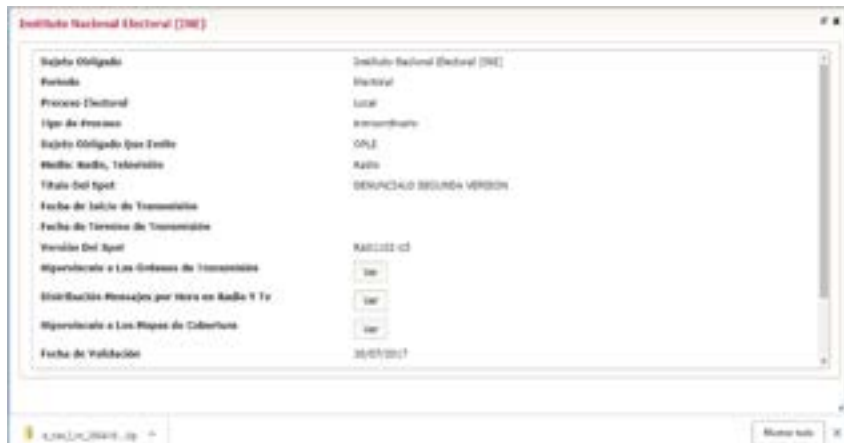 Instituto Nacional Electoral [INE]
Sujeto Obligado Instituto Nacional Electoral [INE]
Periodo Electoral
Proceso Electoral Local
Tipo de Proceso Extraordinario
Sujeto Obligado Que Emite OPLE
Medio: Radio, Televisión Radio
Título Del Spot DENUNCIALO SEGUNDA VERSION
Fecha de Inicio de Transmisión
Fecha de Término de Transmisión
Versión Del Spot
Hipervínculo a Las Órdenes de Transmisión Ver
Distribución Mensajes por Hora en Radio Y Tv Ver
Hipervínculo a Los Mapas de Cobertura Ver
Fecha de Validación
Mostrar todo